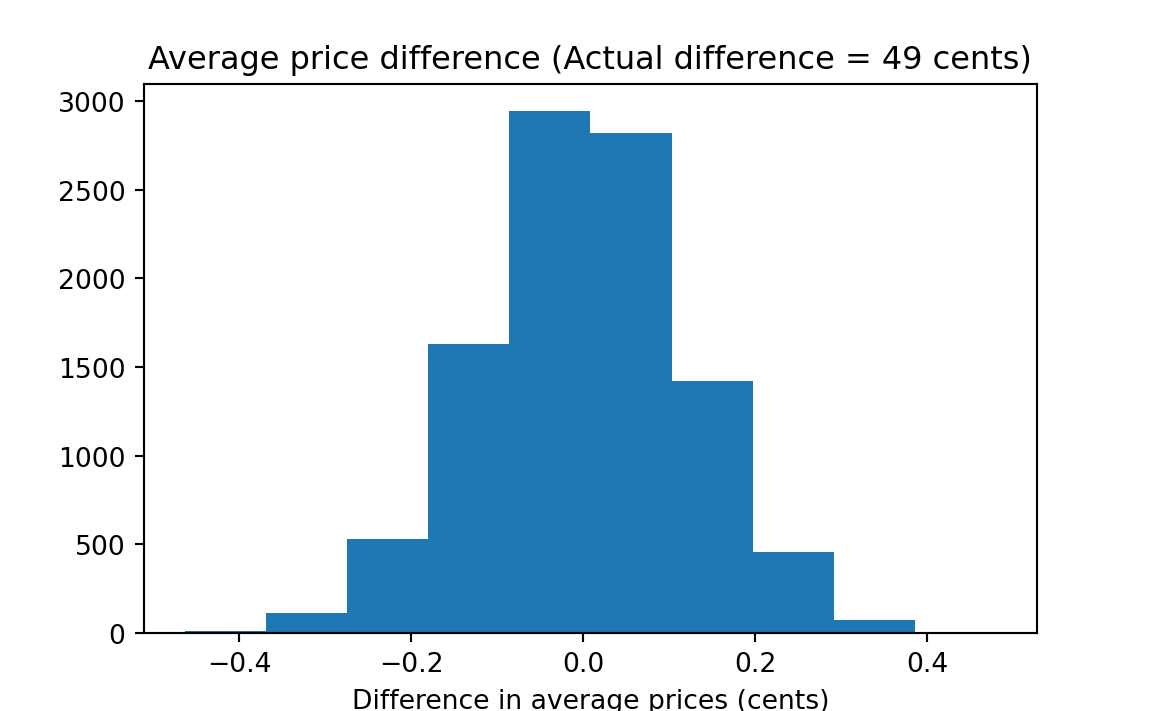 Average price difference (Actual difference = 49 cents)
3000
2500
2000
1500
1000
500
0
−0.4 −0.2 0.0 0.2 0.4
Difference in average prices (cents)